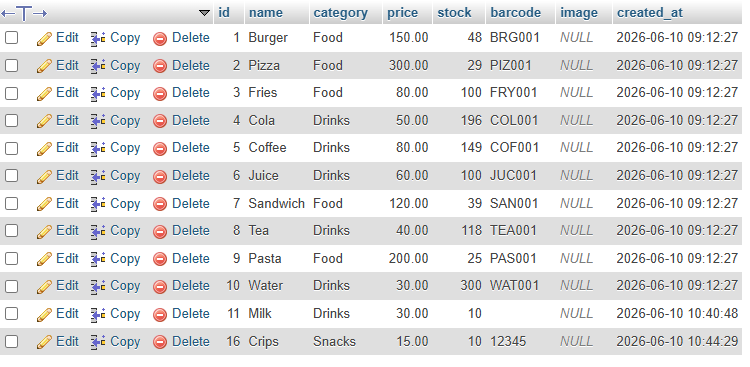 id name category price stock barcode image created_at
Edit Copy Delete 1 Burger Food 150.00 48 BRG001 NULL 2026-06-10 09:12:27
Edit Copy Delete 2 Pizza Food 300.00 29 PIZ001 NULL 2026-06-10 09:12:27
Edit Copy Delete 3 Fries Food 80.00 100 FRY001 NULL 2026-06-10 09:12:27
Edit Copy Delete 4 Cola Drinks 50.00 196 COL001 NULL 2026-06-10 09:12:27
Edit Copy Delete 5 Coffee Drinks 80.00 149 COF001 NULL 2026-06-10 09:12:27
Edit Copy Delete 6 Juice Drinks 60.00 100 JUC001 NULL 2026-06-10 09:12:27
Edit Copy Delete 7 Sandwich Food 120.00 39 SAN001 NULL 2026-06-10 09:12:27
Edit Copy Delete 8 Tea Drinks 40.00 118 TEA001 NULL 2026-06-10 09:12:27
Edit Copy Delete 9 Pasta Food 200.00 25 PAS001 NULL 2026-06-10 09:12:27
Edit Copy Delete 10 Water Drinks 30.00 300 WAT001 NULL 2026-06-10 09:12:27
Edit Copy Delete 11 Milk Drinks 30.00 10 NULL 2026-06-10 10:40:48
Edit Copy Delete 16 Crips Snacks 15.00 10 12345 NULL 2026-06-10 10:44:29